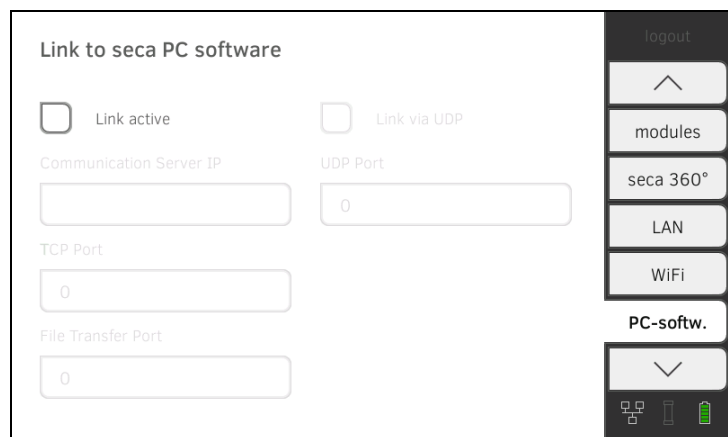 Link to seca PC software
Link active
Link via UDP
Communication Server IP
UDP Port
0
TCP Port
0
File Transfer Port
0
logout
modules
seca 360°
LAN
WiFi
PC-softw.